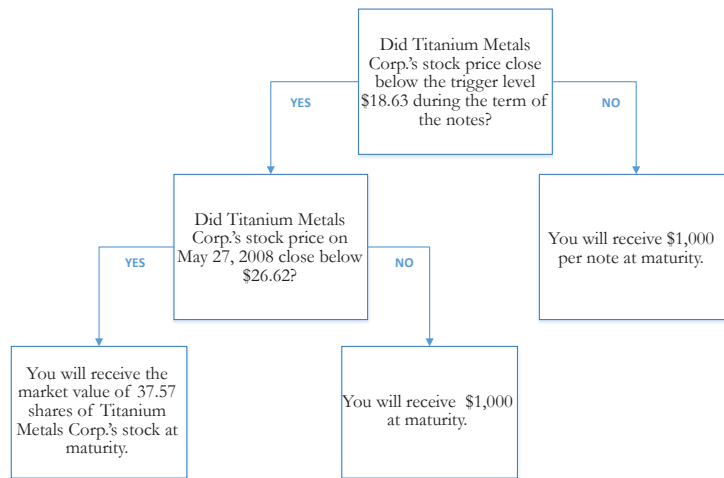 Did Titanium Metals
Corp.'s stock price close
below the trigger level
$18.63 during the term of
the notes?
YES
NO
Did Titanium Metals
Corp.'s stock price on
May 27, 2008 close below
$26.62?
You will receive $1,000
per note at maturity.
YES
NO
You will receive the
market value of 37.57
shares of Titanium
Metals Corp.'s stock at
maturity.
You will receive $1,000
at maturity.